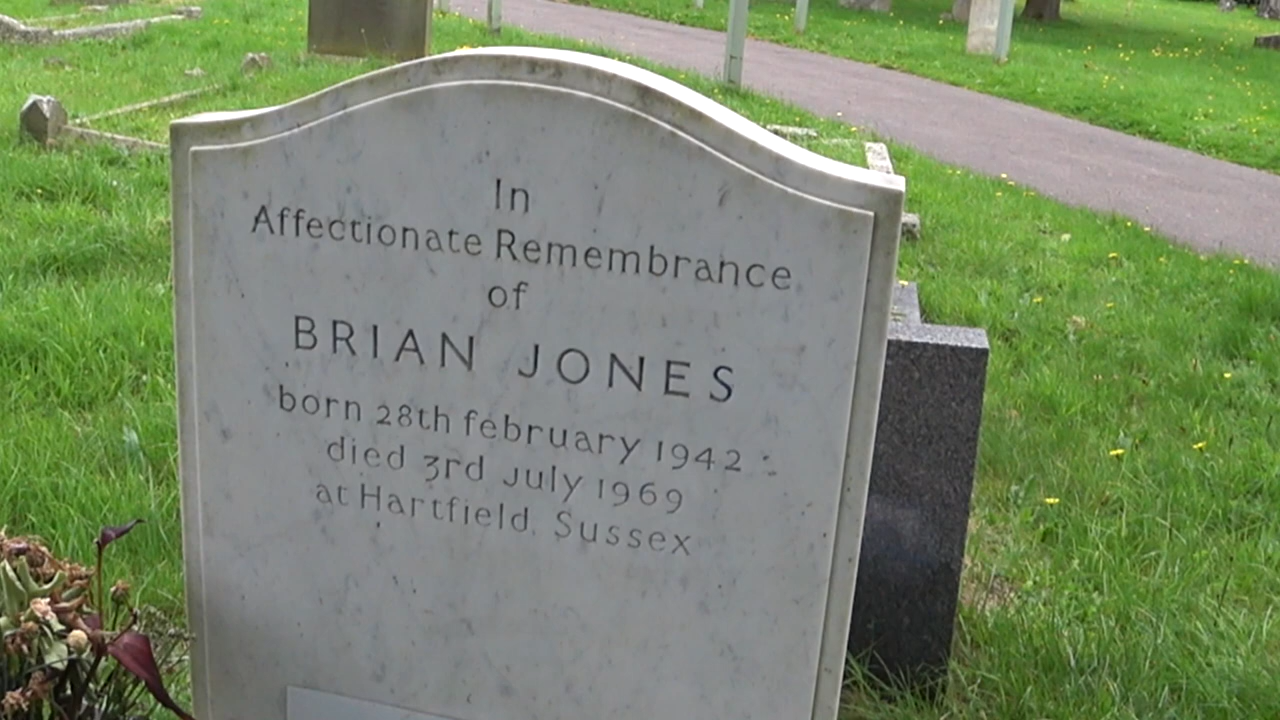 In
Affectionate Remembrance
of
BRIAN JONES
born 28th february 1942
died 3rd July 1969
at Hartfield, Sussex